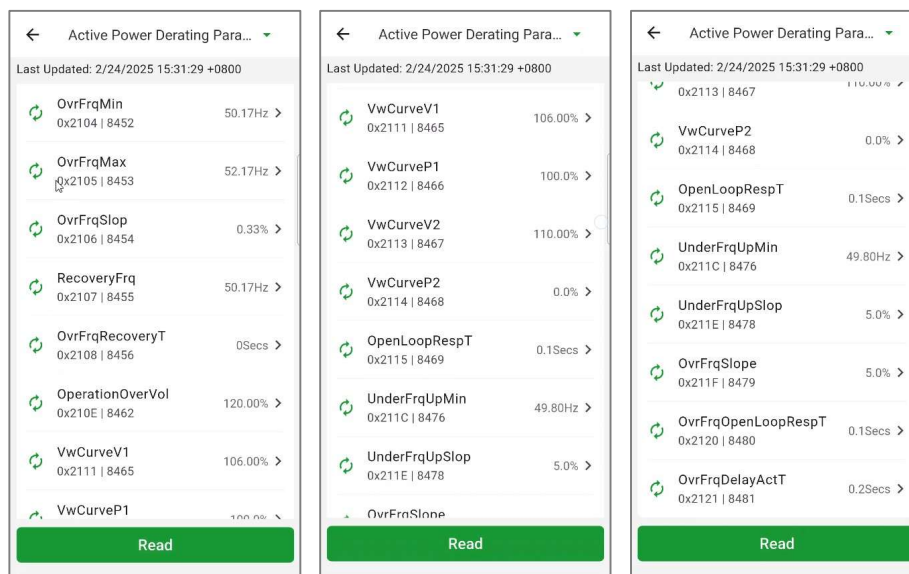 Active Power Derating Para...
Last Updated: 2/24/2025 15:31:29 +0800
OvrFrqMin
0x2104 | 8452
50.17Hz
OvrFrqMax
0x2105 | 8453
52.17Hz
OvrFrqSlop
0x2106 | 8454
0.33%
RecoveryFrq
0x2107 | 8455
50.17Hz
OvrFrqRecoveryT
0x2108 | 8456
0Secs
OperationOverVol
0x210E | 8462
120.00%
VwCurveV1
0x2111 | 8465
106.00%
VwCurveP1
100.0%
Read
Active Power Derating Para...
Last Updated: 2/24/2025 15:31:29 +0800
VwCurveV1
0x2111 | 8465
106.00%
VwCurveP1
0x2112 | 8466
100.0%
VwCurveV2
0x2113 | 8467
110.00%
VwCurveP2
0x2114 | 8468
0.0%
OpenLoopRespT
0x2115 | 8469
0.1Secs
UnderFrqUpMin
0x211C | 8476
49.80Hz
UnderFrqUpSlop
0x211E | 8478
5.0%
OvrFrqSlope
Read
Active Power Derating Para...
Last Updated: 2/24/2025 15:31:29 +0800
0x2113 | 8467
110.00%
VwCurveP2
0x2114 | 8468
0.0%
OpenLoopRespT
0x2115 | 8469
0.1Secs
UnderFrqUpMin
0x211C | 8476
49.80Hz
UnderFrqUpSlop
0x211E | 8478
5.0%
OvrFrqSlope
0x211F | 8479
5.0%
OvrFrqOpenLoopRespT
0x2120 | 8480
0.1Secs
OvrFrqDelayActT
0x2121 | 8481
0.2Secs
Read